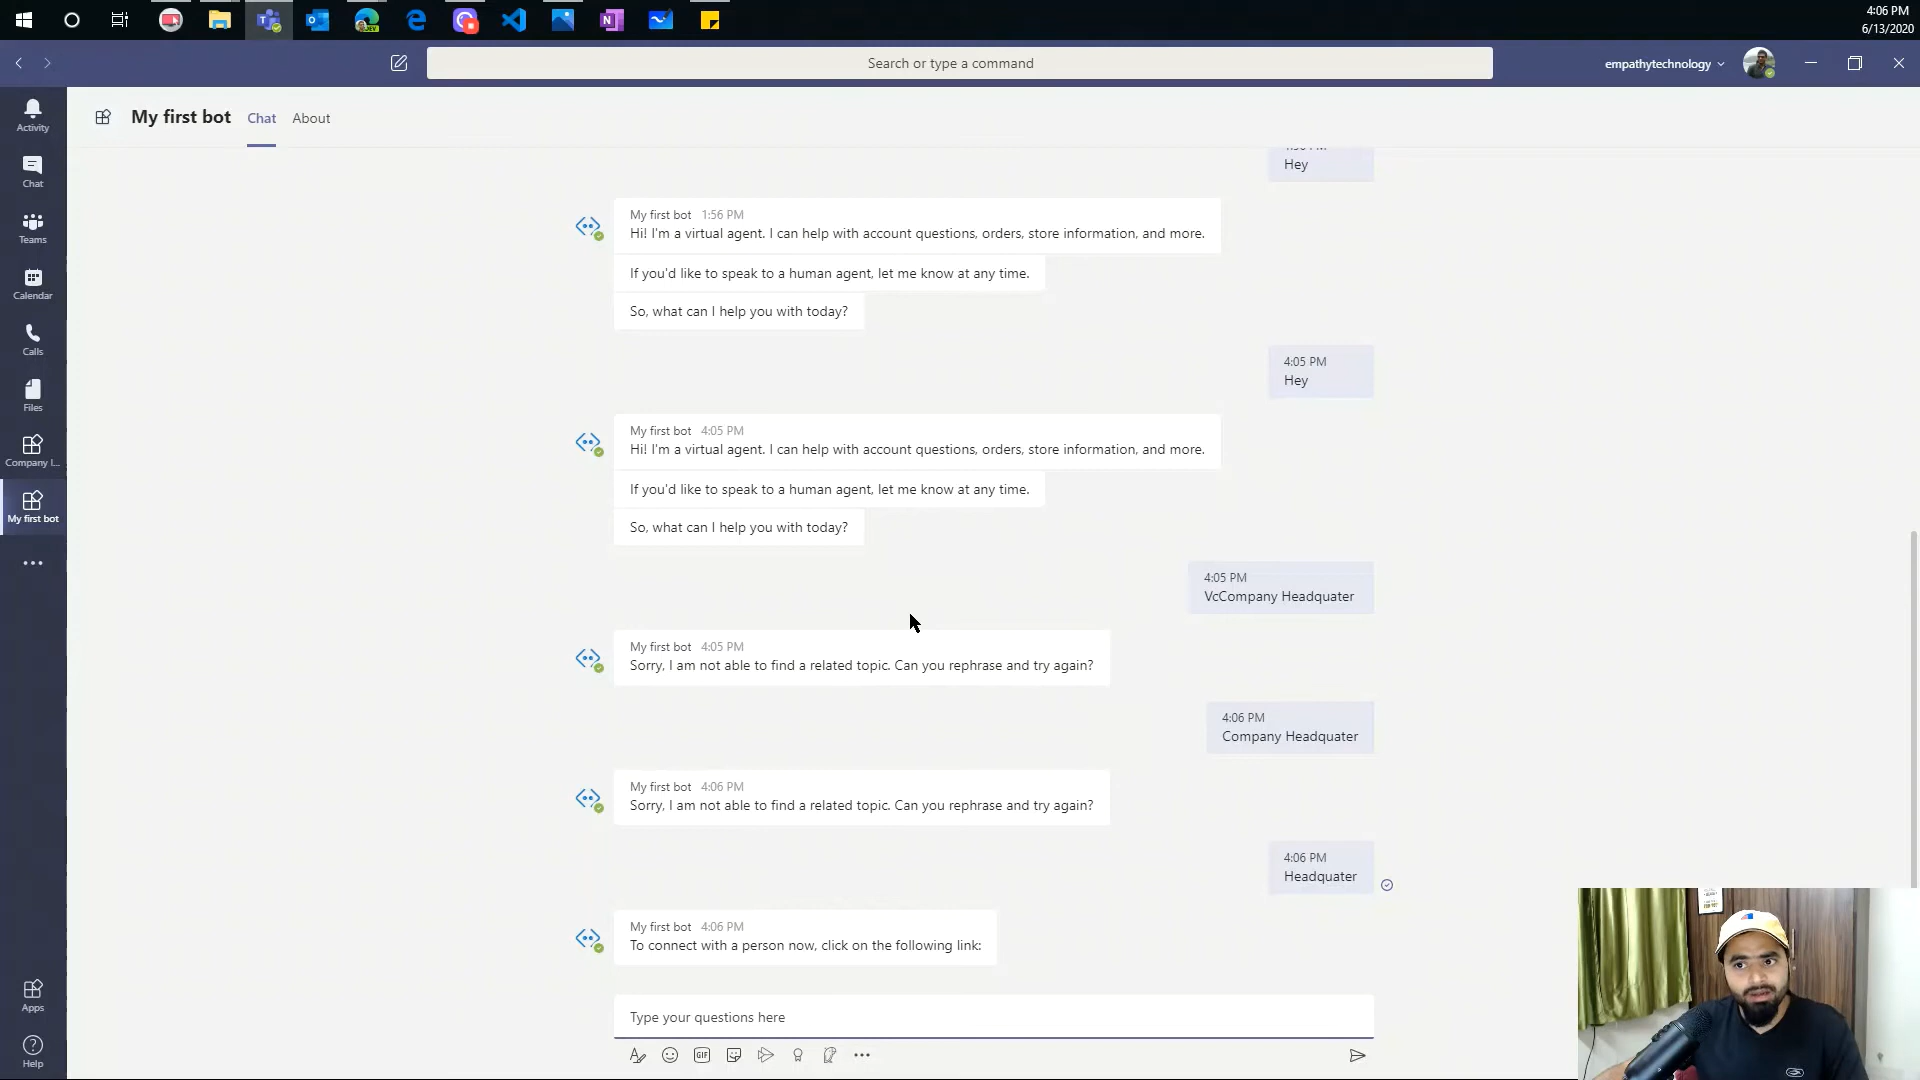 4:06 PM
6/13/2020
Search or type a command
empathytechnology
Activity
Chat
Teams
Calendar
Calls
Files
Company I...
My first bot
Apps
Help
My first bot
Chat
About
Hey
My first bot 1:56 PM
Hi! I'm a virtual agent. I can help with account questions, orders, store information, and more.
If you'd like to speak to a human agent, let me know at any time.
So, what can I help you with today?
4:05 PM
Hey
My first bot 4:05 PM
Hi! I'm a virtual agent. I can help with account questions, orders, store information, and more.
If you'd like to speak to a human agent, let me know at any time.
So, what can I help you with today?
4:05 PM
VcCompany Headquater
My first bot 4:05 PM
Sorry, I am not able to find a related topic. Can you rephrase and try again?
4:06 PM
Company Headquater
My first bot 4:06 PM
Sorry, I am not able to find a related topic. Can you rephrase and try again?
4:06 PM
Headquater
My first bot 4:06 PM
To connect with a person now, click on the following link:
Type your questions here
GIF